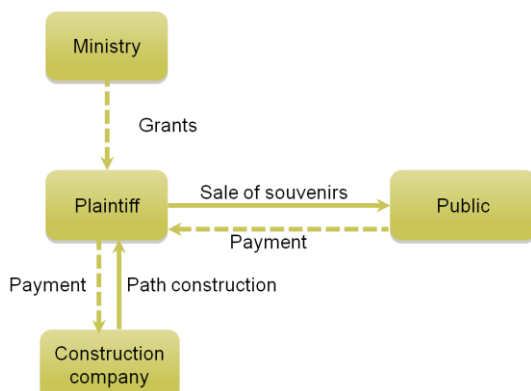 Ministry
Grants
Plaintiff
Sale of souvenirs
Public
Payment
Payment
Path construction
Construction
company